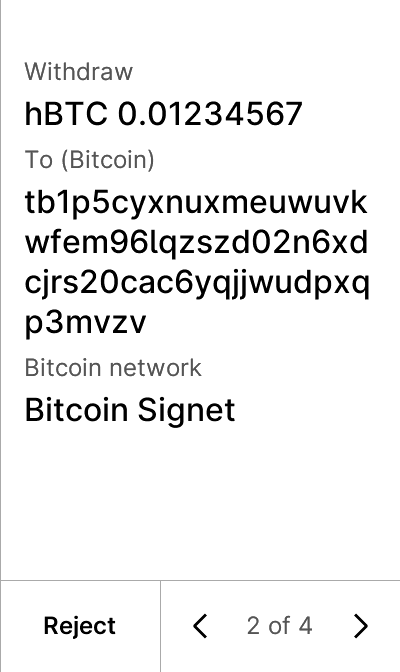 Withdraw
hBTC 0.01234567
To (Bitcoin)
tb1p5cyxnuxmeuwuvk
wfem96lqzszd02n6xd
cjrs20cac6yqjjwudpxq
p3mvzv
Bitcoin network
Bitcoin Signet
Reject
2 of 4